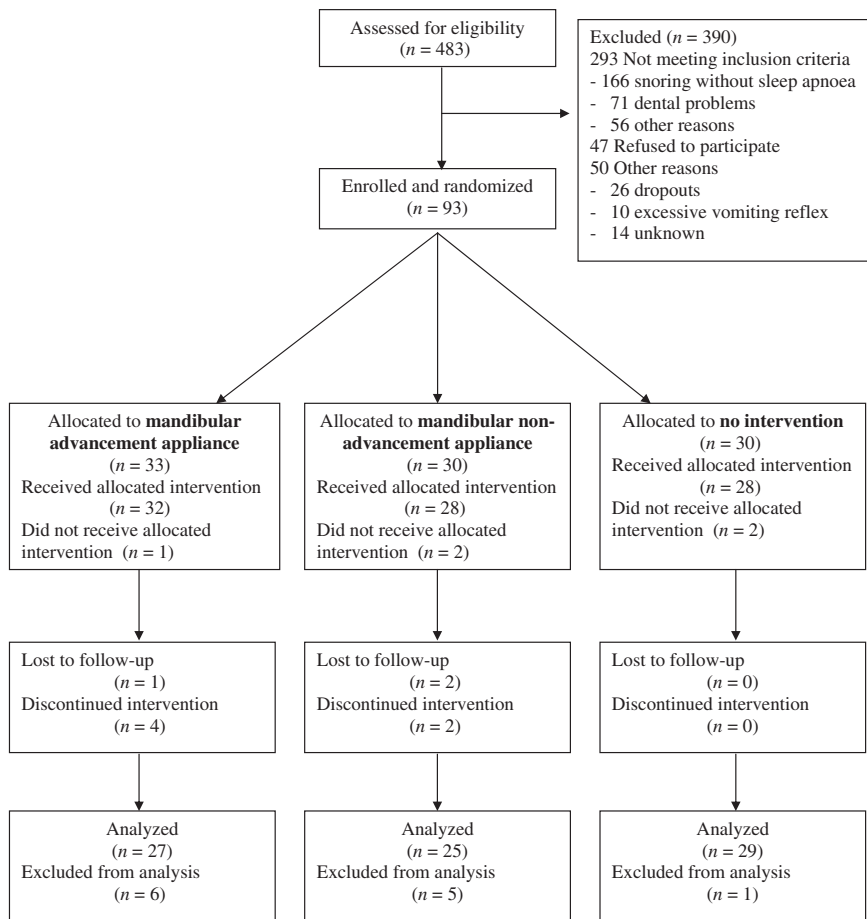 Assessed for eligibility
(n = 483)
Excluded (n = 390)
293 Not meeting inclusion criteria
- 166 snoring without sleep apnoea
- 71 dental problems
- 56 other reasons
47 Refused to participate
50 Other reasons
- 26 dropouts
- 10 excessive vomiting reflex
- 14 unknown
Enrolled and randomized
(n = 93)
Allocated to mandibular
advancement appliance
(n = 33)
Received allocated intervention
(n = 32)
Did not receive allocated
intervention (n = 1)
Allocated to mandibular non-
advancement appliance
(n = 30)
Received allocated intervention
(n = 28)
Did not receive allocated
intervention (n = 2)
Allocated to no intervention
(n = 30)
Received allocated intervention
(n = 28)
Did not receive allocated
intervention (n = 2)
Lost to follow-up
(n = 1)
Discontinued intervention
(n = 4)
Lost to follow-up
(n = 2)
Discontinued intervention
(n = 2)
Lost to follow-up
(n = 0)
Discontinued intervention
(n = 0)
Analyzed
(n = 27)
Excluded from analysis
(n = 6)
Analyzed
(n = 25)
Excluded from analysis
(n = 5)
Analyzed
(n = 29)
Excluded from analysis
(n = 1)